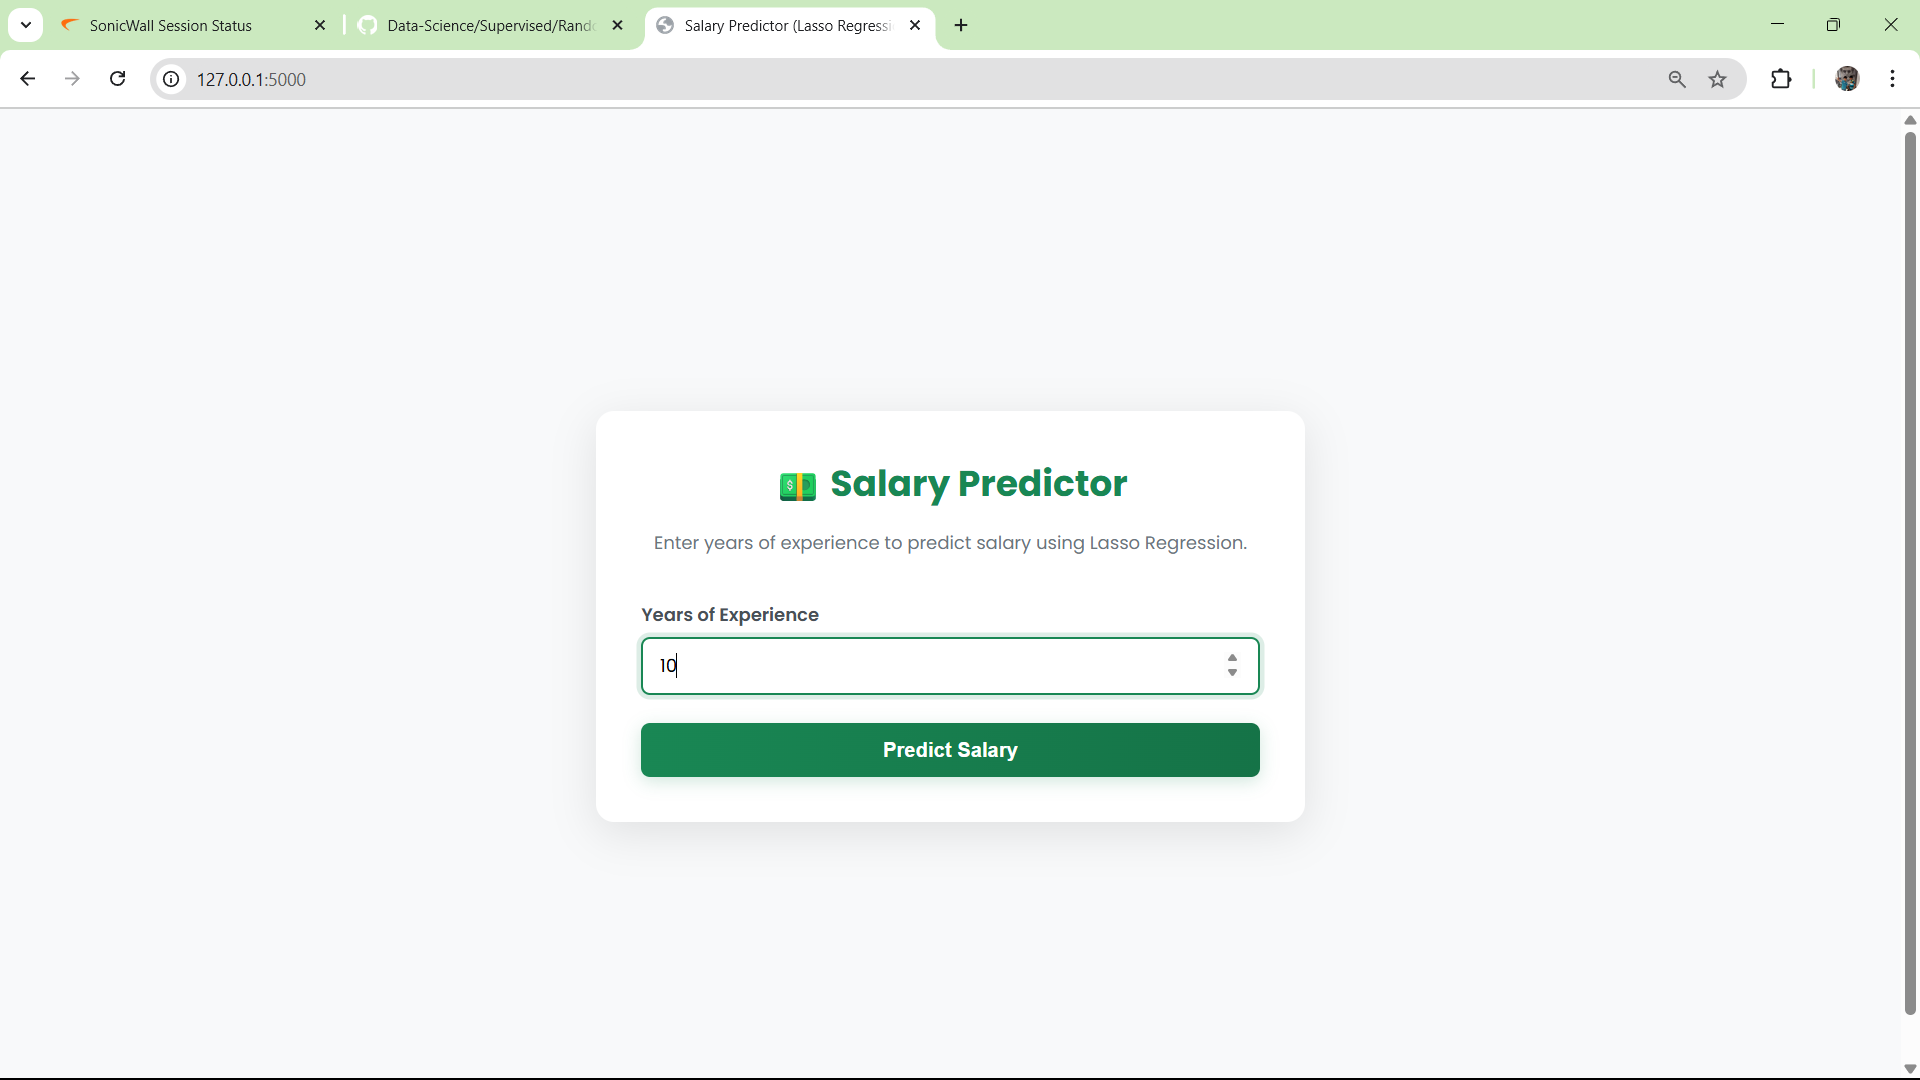 SonicWall Session Status
Data-Science/Supervised/Rand
Salary Predictor (Lasso Regressi
127.0.0.1:5000
Salary Predictor
Enter years of experience to predict salary using Lasso Regression.
Years of Experience
10
Predict Salary